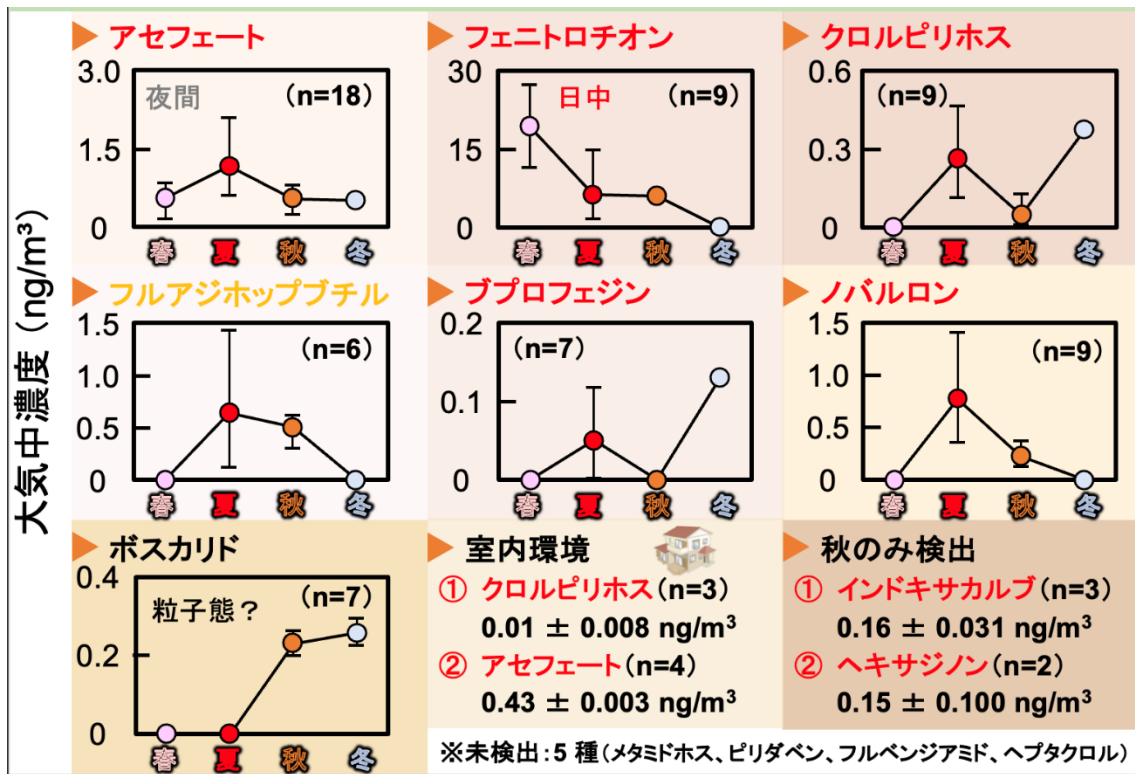 大気中濃度（ng/m³）
▶ アセフェート
3.0
1.5
0
夜間
（n=18）
春 夏 秋 冬
▶ フェニトロチオン
30
15
0
日中
（n=9）
春 夏 秋 冬
▶ クロルピリホス
0.6
0.3
0
（n=9）
春 夏 秋 冬
▶ フルアジホップブチル
1.5
1.0
0.5
0
（n=6）
春 夏 秋 冬
▶ ブプロフェジン
0.2
0.1
0
（n=7）
春 夏 秋 冬
▶ ノバルロン
1.5
1.0
0.5
0
（n=9）
春 夏 秋 冬
▶ ボスカリド
0.4
0.2
0
粒子態？
（n=7）
春 夏 秋 冬
▶ 室内環境
① クロルピリホス（n=3）
0.01 ± 0.008 ng/m³
② アセフェート（n=4）
0.43 ± 0.003 ng/m³
▶ 秋のみ検出
① インドキサカルブ（n=3）
0.16 ± 0.031 ng/m³
② ヘキサジノン（n=2）
0.15 ± 0.100 ng/m³
※未検出：5 種（メタミドホス、ピリダベン、フルベンジアミド、ヘプタクロル）